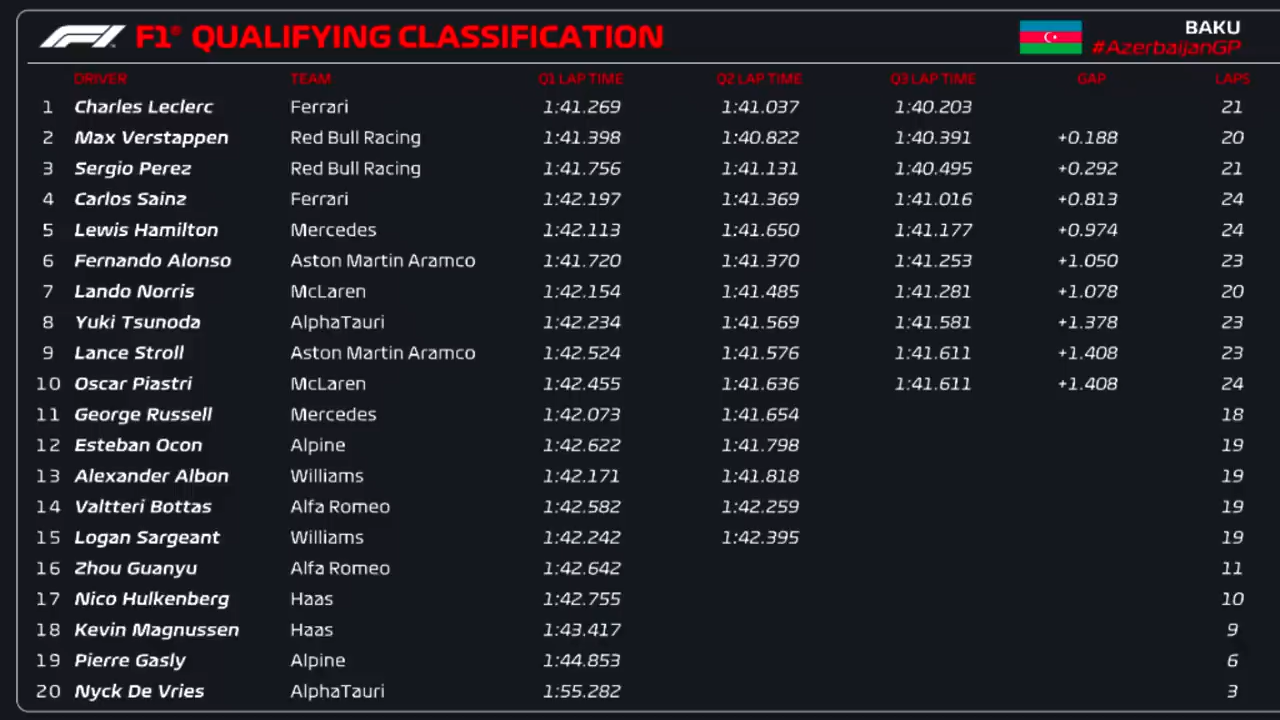 F1® QUALIFYING CLASSIFICATION BAKU
#AzerbaijanGP
DRIVER TEAM Q1 LAP TIME Q2 LAP TIME Q3 LAP TIME GAP LAPS
1 Charles Leclerc Ferrari 1:41.269 1:41.037 1:40.203 21
2 Max Verstappen Red Bull Racing 1:41.398 1:40.822 1:40.391 +0.188 20
3 Sergio Perez Red Bull Racing 1:41.756 1:41.131 1:40.495 +0.292 21
4 Carlos Sainz Ferrari 1:42.197 1:41.369 1:41.016 +0.813 24
5 Lewis Hamilton Mercedes 1:42.113 1:41.650 1:41.177 +0.974 24
6 Fernando Alonso Aston Martin Aramco 1:41.720 1:41.370 1:41.253 +1.050 23
7 Lando Norris McLaren 1:42.154 1:41.485 1:41.281 +1.078 20
8 Yuki Tsunoda AlphaTauri 1:42.234 1:41.569 1:41.581 +1.378 23
9 Lance Stroll Aston Martin Aramco 1:42.524 1:41.576 1:41.611 +1.408 23
10 Oscar Piastri McLaren 1:42.455 1:41.636 1:41.611 +1.408 24
11 George Russell Mercedes 1:42.073 1:41.654 18
12 Esteban Ocon Alpine 1:42.622 1:41.798 19
13 Alexander Albon Williams 1:42.171 1:41.818 19
14 Valtteri Bottas Alfa Romeo 1:42.582 1:42.259 19
15 Logan Sargeant Williams 1:42.242 1:42.395 19
16 Zhou Guanyu Alfa Romeo 1:42.642 11
17 Nico Hulkenberg Haas 1:42.755 10
18 Kevin Magnussen Haas 1:43.417 9
19 Pierre Gasly Alpine 1:44.853 6
20 Nyck De Vries AlphaTauri 1:55.282 3